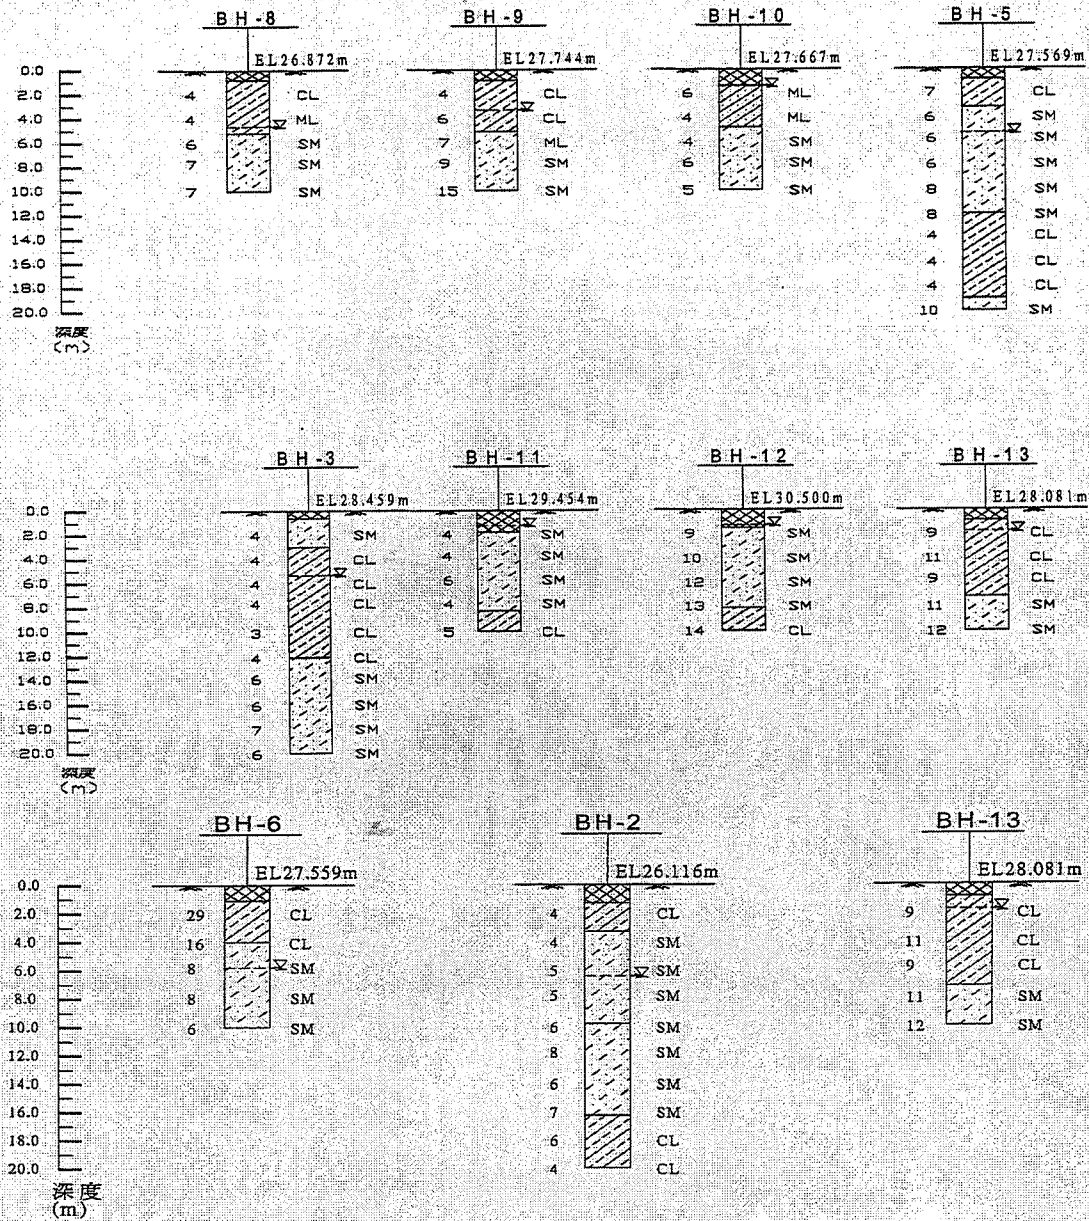 BH-8 BH-9 BH-10 BH-5
EL26.872m EL27.744m EL27.667m EL27.569m
0.0
2.0 4 CL 4 CL 6 ML 7 CL
4.0 4 ML 6 CL 4 ML 6 SM
6.0 6 SM 7 ML 4 SM 6 SM
8.0 7 SM 9 SM 6 SM 6 SM
10.0 7 SM 15 SM 5 SM 8 SM
12.0 8 SM
14.0 4 CL
16.0 4 CL
18.0 4 CL
20.0 10 SM
深度
(m)
BH-3 BH-11 BH-12 BH-13
EL28.459m EL29.454m EL30.500m EL28.081m
0.0
2.0 4 SM 4 SM 9 SM 9 CL
4.0 4 CL 4 SM 10 SM 11 CL
6.0 4 CL 6 SM 12 SM 9 CL
8.0 4 CL 4 SM 13 SM 11 SM
10.0 3 CL 5 CL 14 CL 12 SM
12.0 4 CL
14.0 6 SM
16.0 6 SM
18.0 7 SM
20.0 6 SM
深度
(m)
BH-6 BH-2 BH-13
EL27.559m EL26.116m EL28.081m
0.0
2.0 29 CL 4 CL 9 CL
4.0 16 CL 4 SM 11 CL
6.0 8 SM 5 SM 9 CL
8.0 8 SM 5 SM 11 SM
10.0 6 SM 6 SM 12 SM
12.0 8 SM
14.0 6 SM
16.0 7 SM
18.0 6 CL
20.0 4 CL
深度
(m)